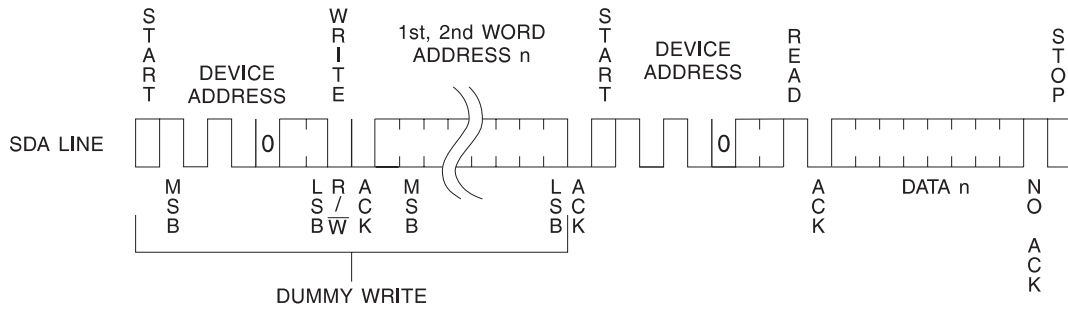 START
DEVICE
ADDRESS
WRITE
1st, 2nd WORD
ADDRESS n
START
DEVICE
ADDRESS
READ
STOP
SDA LINE
0
0
MSB
LSB
R/W̅
ACK
MSB
LSB
ACK
ACK
DATA n
NO ACK
DUMMY WRITE